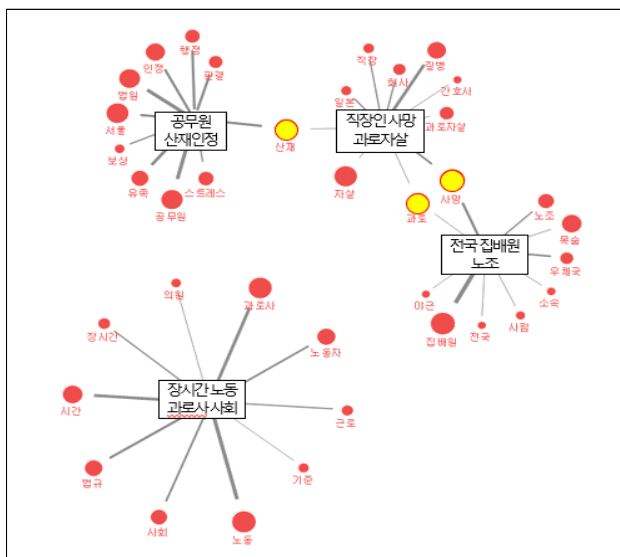 행정
인정
판결
법원
서울
공무원
산재인정
보상
유족
스트레스
공무원
산재
직장
회사
질병
일본
간호사
직장인 사망
과로자살
과로자살
자살
사망
과로
노조
목숨
전국 집배원
노조
우체국
야근
소속
집배원
전국
사람
의원
과로사
장시간
노동자
장시간 노동
과로사 사회
시간
근로
법규
기준
사회
노동